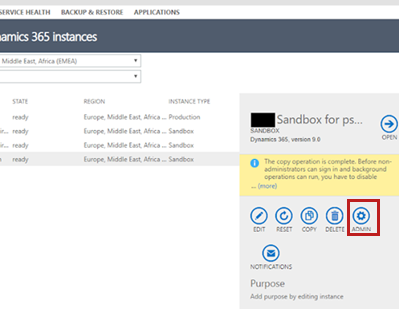 SERVICE HEALTH BACKUP & RESTORE APPLICATIONS
namics 365 instances
Middle East, Africa (EMEA)
STATE REGION INSTANCE TYPE
ready Europe, Middle East, Africa ... Production
ir... ready Europe, Middle East, Africa ... Sandbox
ir... ready Europe, Middle East, Africa ... Sandbox
ready Europe, Middle East, Africa ... Sandbox
Sandbox for ps...
SANDBOX
Dynamics 365, version 9.0
OPEN
The copy operation is complete. Before non-
administrators can sign in and background
operations can run, you have to disable
... (more)
EDIT RESET COPY DELETE ADMIN
NOTIFICATIONS
Purpose
Add purpose by editing instance